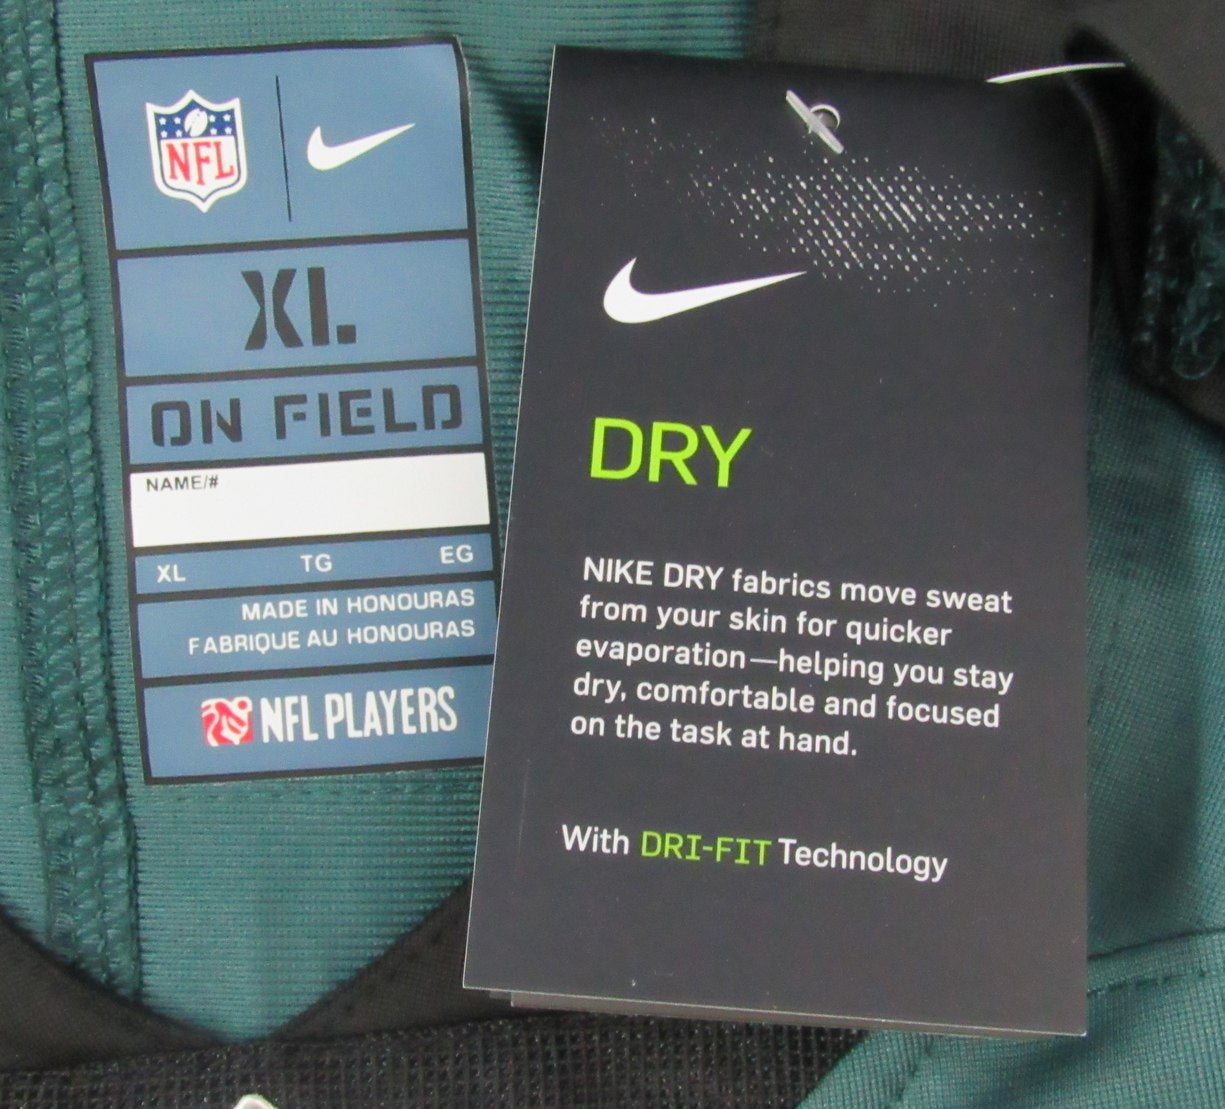 NFL
XL
ON FIELD
NAME/#
XL TG EG
MADE IN HONOURAS
FABRIQUE AU HONOURAS
NFL PLAYERS
DRY
NIKE DRY fabrics move sweat
from your skin for quicker
evaporation—helping you stay
dry, comfortable and focused
on the task at hand.
With DRI-FIT Technology